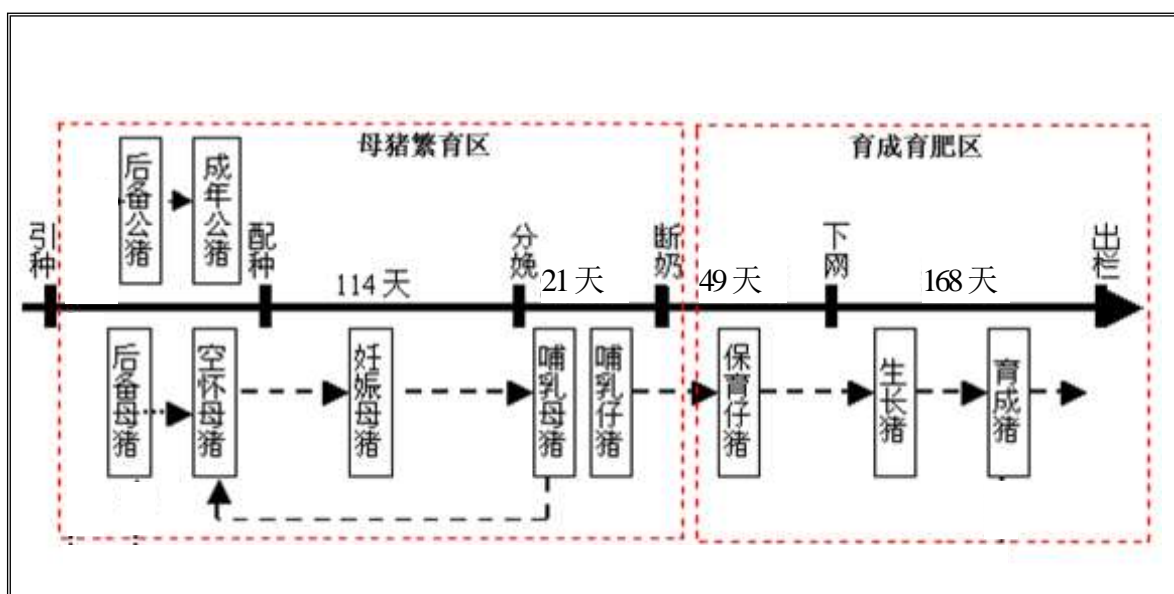 母猪繁育区
育成育肥区
后备公猪
成年公猪
引种
配种
分娩
断奶
下网
出栏
114天
21天
49天
168天
后备母猪
空怀母猪
妊娠母猪
哺乳母猪
哺乳仔猪
保育仔猪
生长猪
育成猪